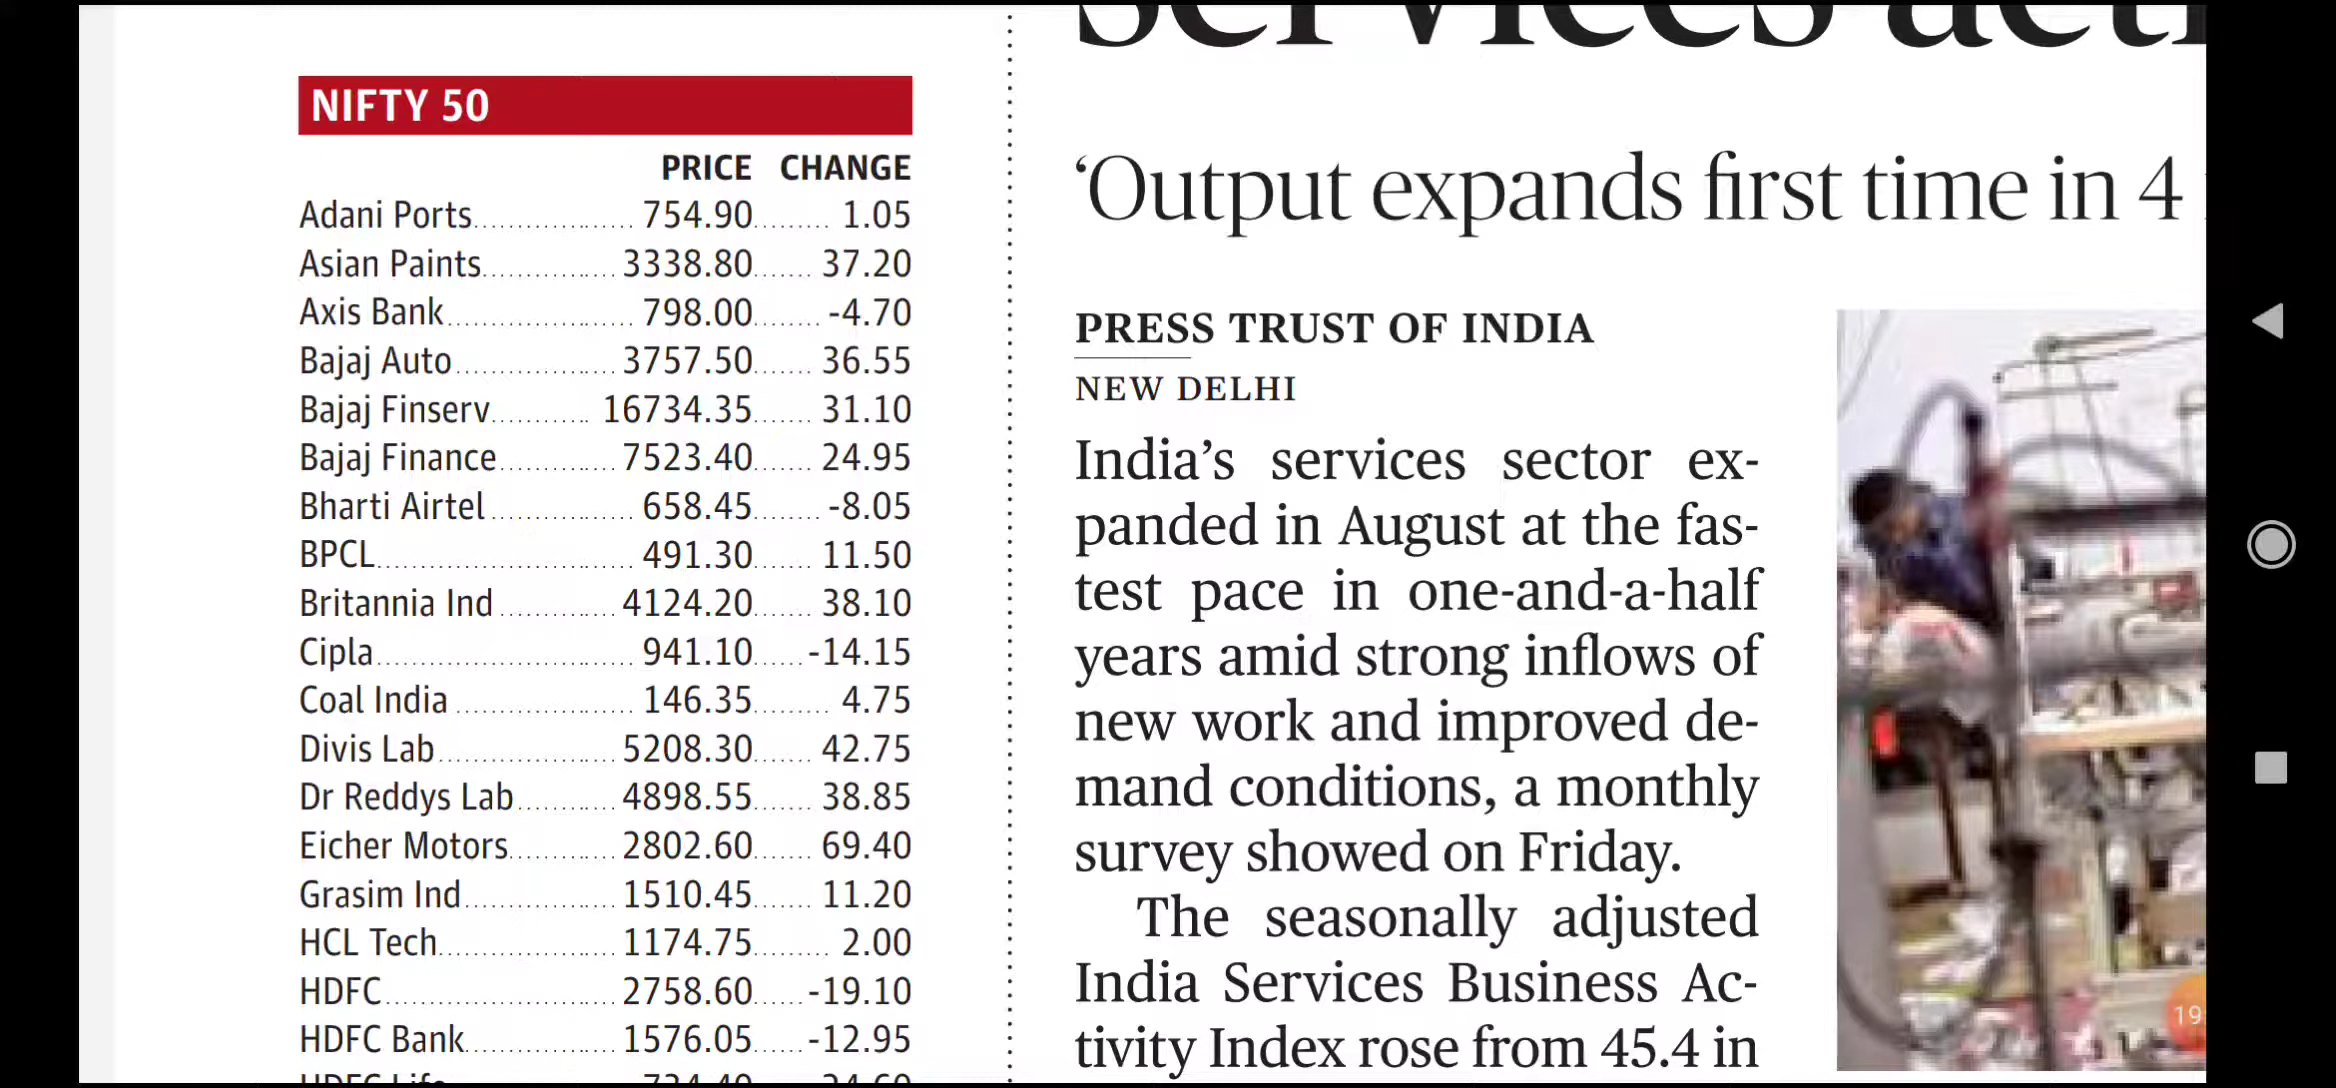 services acti
NIFTY 50
PRICE CHANGE
Adani Ports 754.90 1.05
Asian Paints 3338.80 37.20
Axis Bank 798.00 -4.70
Bajaj Auto 3757.50 36.55
Bajaj Finserv 16734.35 31.10
Bajaj Finance 7523.40 24.95
Bharti Airtel 658.45 -8.05
BPCL 491.30 11.50
Britannia Ind 4124.20 38.10
Cipla 941.10 -14.15
Coal India 146.35 4.75
Divis Lab 5208.30 42.75
Dr Reddys Lab 4898.55 38.85
Eicher Motors 2802.60 69.40
Grasim Ind 1510.45 11.20
HCL Tech 1174.75 2.00
HDFC 2758.60 -19.10
HDFC Bank 1576.05 -12.95
HDFC Life
‘Output expands first time in 4
PRESS TRUST OF INDIA
NEW DELHI
India’s services sector ex-
panded in August at the fas-
test pace in one-and-a-half
years amid strong inflows of
new work and improved de-
mand conditions, a monthly
survey showed on Friday.
The seasonally adjusted
India Services Business Ac-
tivity Index rose from 45.4 in
19